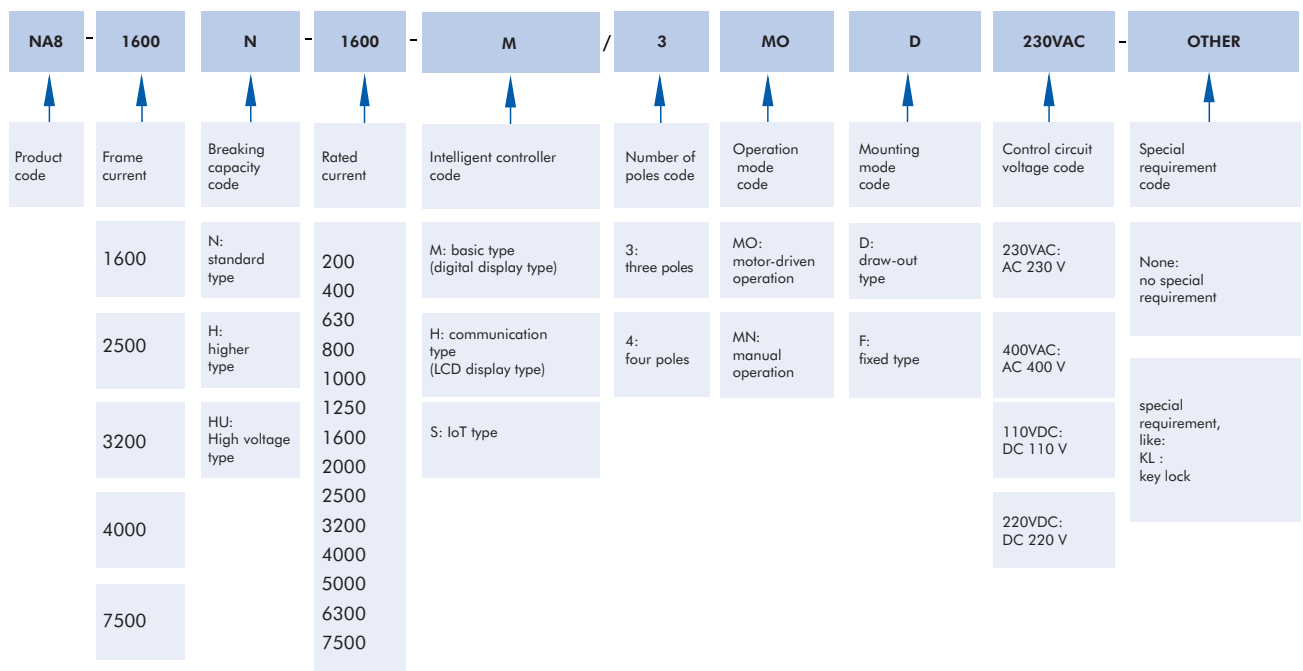 NA8 - 1600 N - 1600 - M / 3 MO D 230VAC - OTHER
Product
code
Frame
current
Breaking
capacity
code
Rated
current
Intelligent controller
code
Number of
poles code
Operation
mode
code
Mounting
mode
code
Control circuit
voltage code
Special
requirement
code
1600
2500
3200
4000
7500
N:
standard
type
H:
higher
type
HU:
High voltage
type
200
400
630
800
1000
1250
1600
2000
2500
3200
4000
5000
6300
7500
M: basic type
(digital display type)
H: communication
type
(LCD display type)
S: IoT type
3:
three poles
4:
four poles
MO:
motor-driven
operation
MN:
manual
operation
D:
draw-out
type
F:
fixed type
230VAC:
AC 230 V
400VAC:
AC 400 V
110VDC:
DC 110 V
220VDC:
DC 220 V
None:
no special
requirement
special
requirement,
like:
KL :
key lock